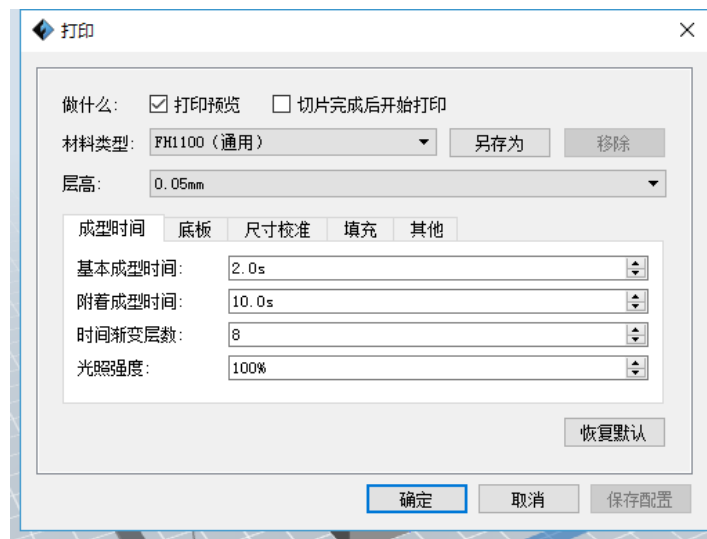 打印
做什么: 打印预览 切片完成后开始打印
材料类型: FH1100（通用） 另存为 移除
层高: 0.05mm
成型时间 底板 尺寸校准 填充 其他
基本成型时间: 2.0s
附着成型时间: 10.0s
时间渐变层数: 8
光照强度: 100%
恢复默认
确定 取消 保存配置